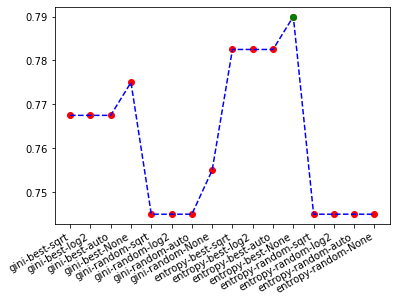 0.79
0.78
0.77
0.76
0.75
gini-best-sqrt
gini-best-log2
gini-best-auto
gini-best-None
gini-random-sqrt
gini-random-log2
gini-random-auto
gini-random-None
entropy-best-sqrt
entropy-best-log2
entropy-best-auto
entropy-best-None
entropy-random-sqrt
entropy-random-log2
entropy-random-auto
entropy-random-None